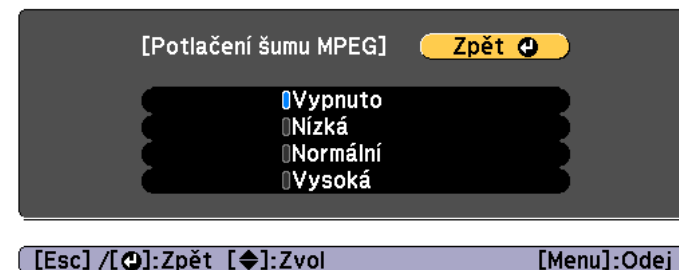 [Potlačení šumu MPEG] Zpět
Vypnuto
Nízká
Normální
Vysoká
[Esc] /[⏎]:Zpět [◆]:Zvol [Menu]:Odej